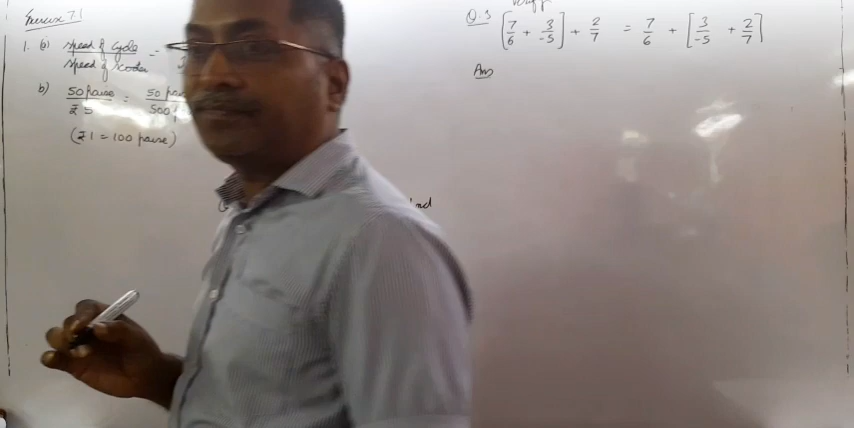 Exercise 7.1
1. (a) Speed of Cycle =
Speed of Scooter
b) 50 paise = 50
₹ 5 500
(₹ 1 = 100 paise)
Verify
Q.3 [7/6 + 3/-5] + 2/7 = 7/6 + [3/-5 + 2/7]
Ans